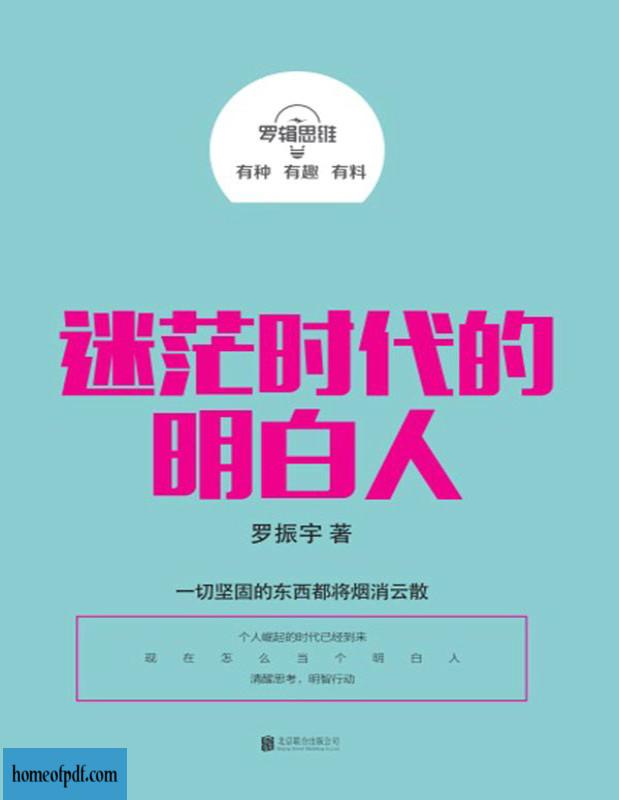 罗辑思维
有种 有趣 有料
迷茫时代的
明白人
罗振宇 著
一切坚固的东西都将烟消云散
个人崛起的时代已经到来
现在怎么当个明白人
清醒思考，明智行动
北京联合出版公司
homeofpdf.com